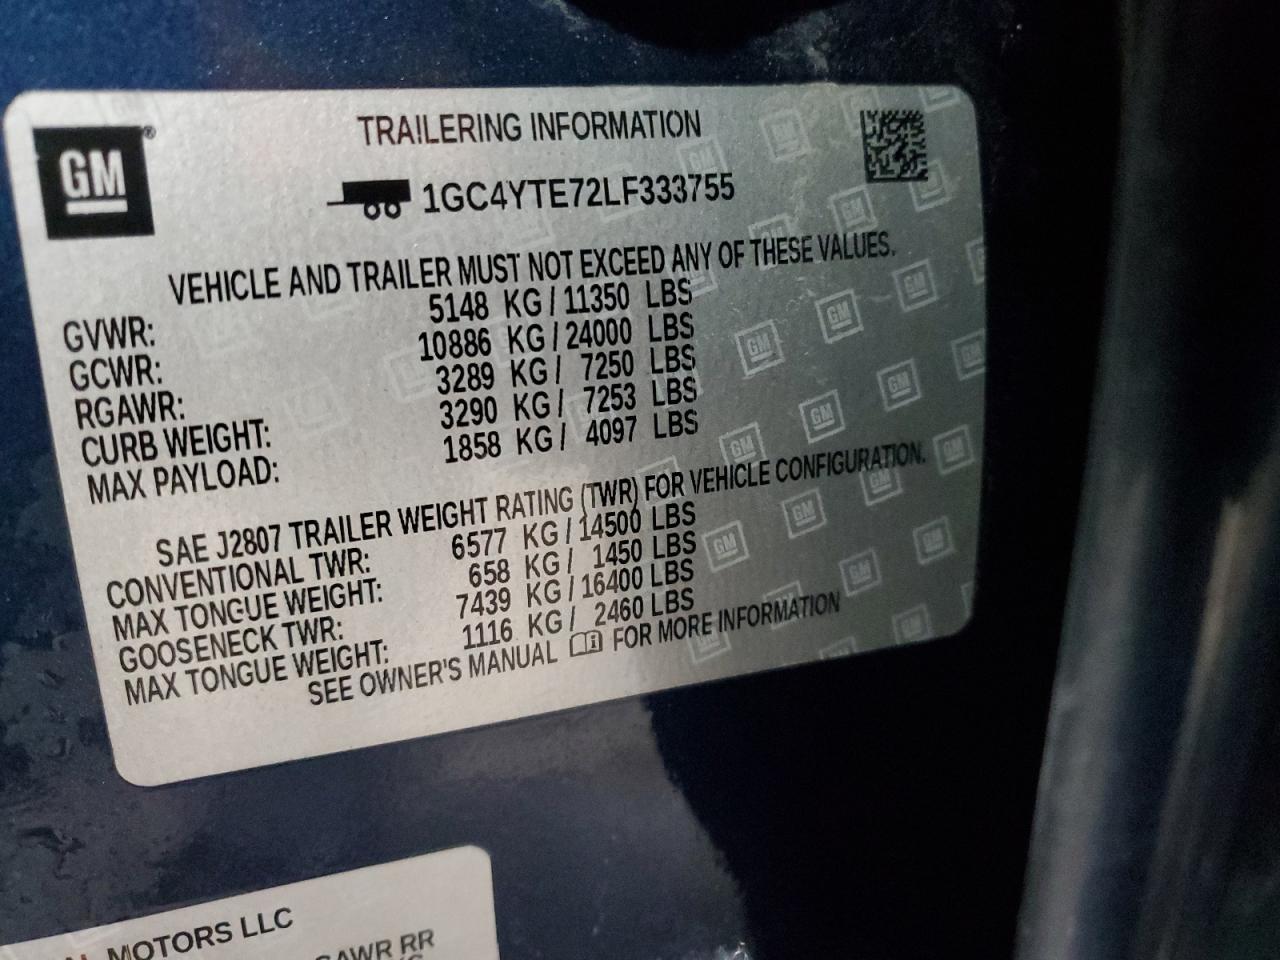 GM®
TRAILERING INFORMATION
1GC4YTE72LF333755
VEHICLE AND TRAILER MUST NOT EXCEED ANY OF THESE VALUES.
GVWR: 5148 KG / 11350 LBS
GCWR: 10886 KG / 24000 LBS
RGAWR: 3289 KG / 7250 LBS
CURB WEIGHT: 3290 KG / 7253 LBS
MAX PAYLOAD: 1858 KG / 4097 LBS
SAE J2807 TRAILER WEIGHT RATING (TWR) FOR VEHICLE CONFIGURATION.
CONVENTIONAL TWR: 6577 KG / 14500 LBS
MAX TONGUE WEIGHT: 658 KG / 1450 LBS
GOOSENECK TWR: 7439 KG / 16400 LBS
MAX TONGUE WEIGHT: 1116 KG / 2460 LBS
SEE OWNER'S MANUAL FOR MORE INFORMATION
MOTORS LLC
GAWR RR